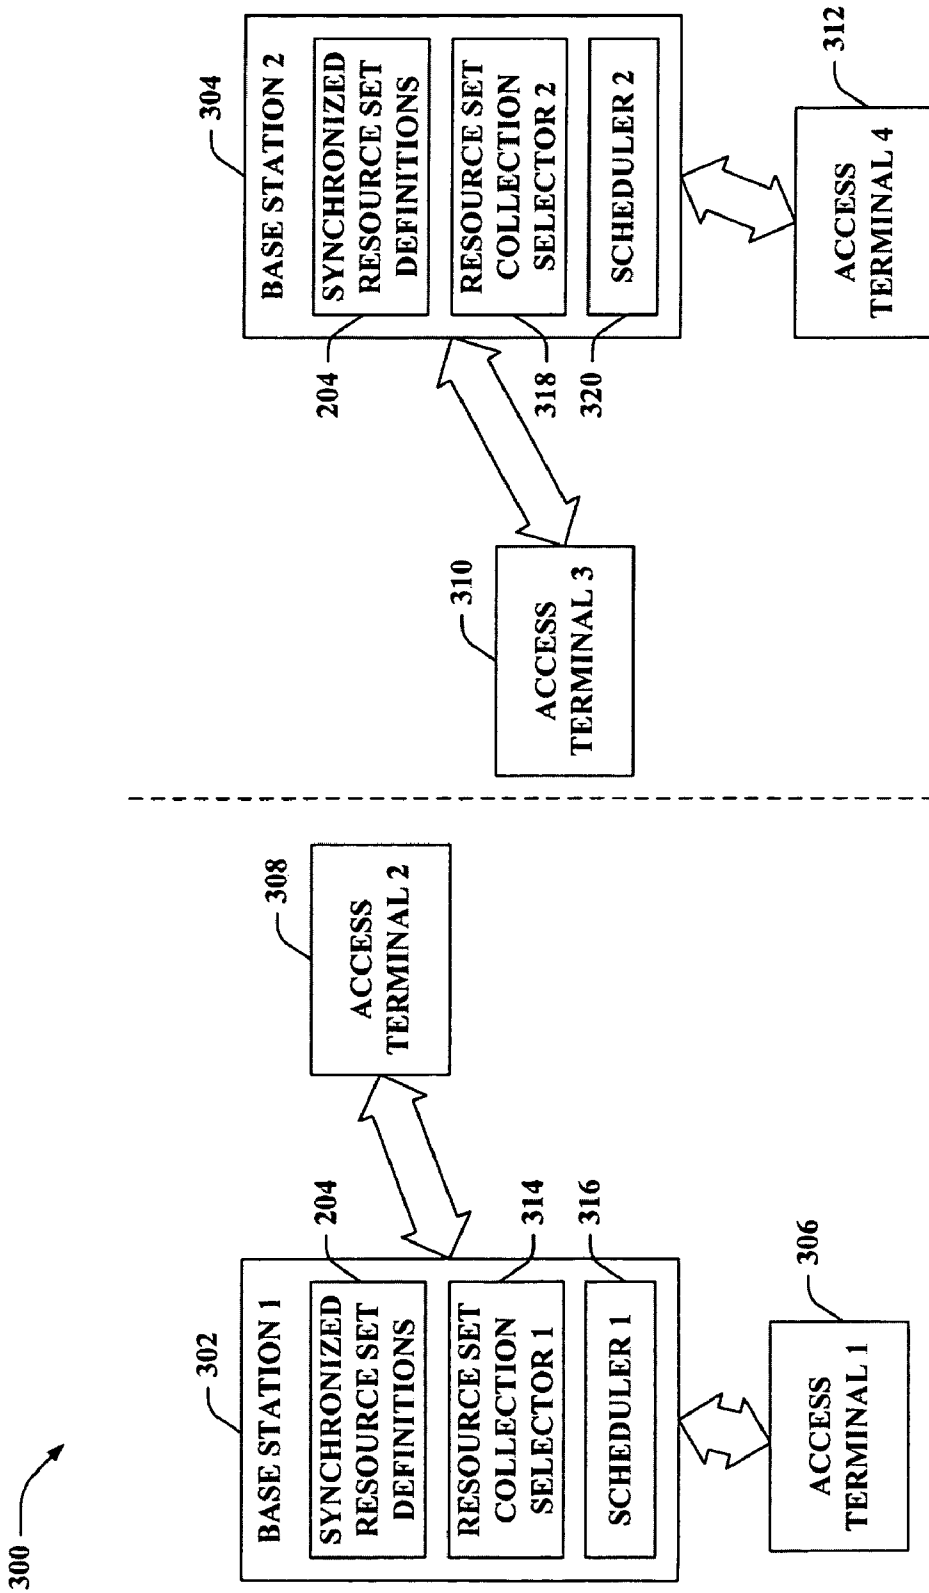 300
302
BASE STATION 1
SYNCHRONIZED
RESOURCE SET
DEFINITIONS
204
RESOURCE SET
COLLECTION
SELECTOR 1
314
SCHEDULER 1
316
ACCESS
TERMINAL 1
306
ACCESS
TERMINAL 2
308
304
BASE STATION 2
SYNCHRONIZED
RESOURCE SET
DEFINITIONS
204
RESOURCE SET
COLLECTION
SELECTOR 2
318
SCHEDULER 2
320
ACCESS
TERMINAL 3
310
ACCESS
TERMINAL 4
312